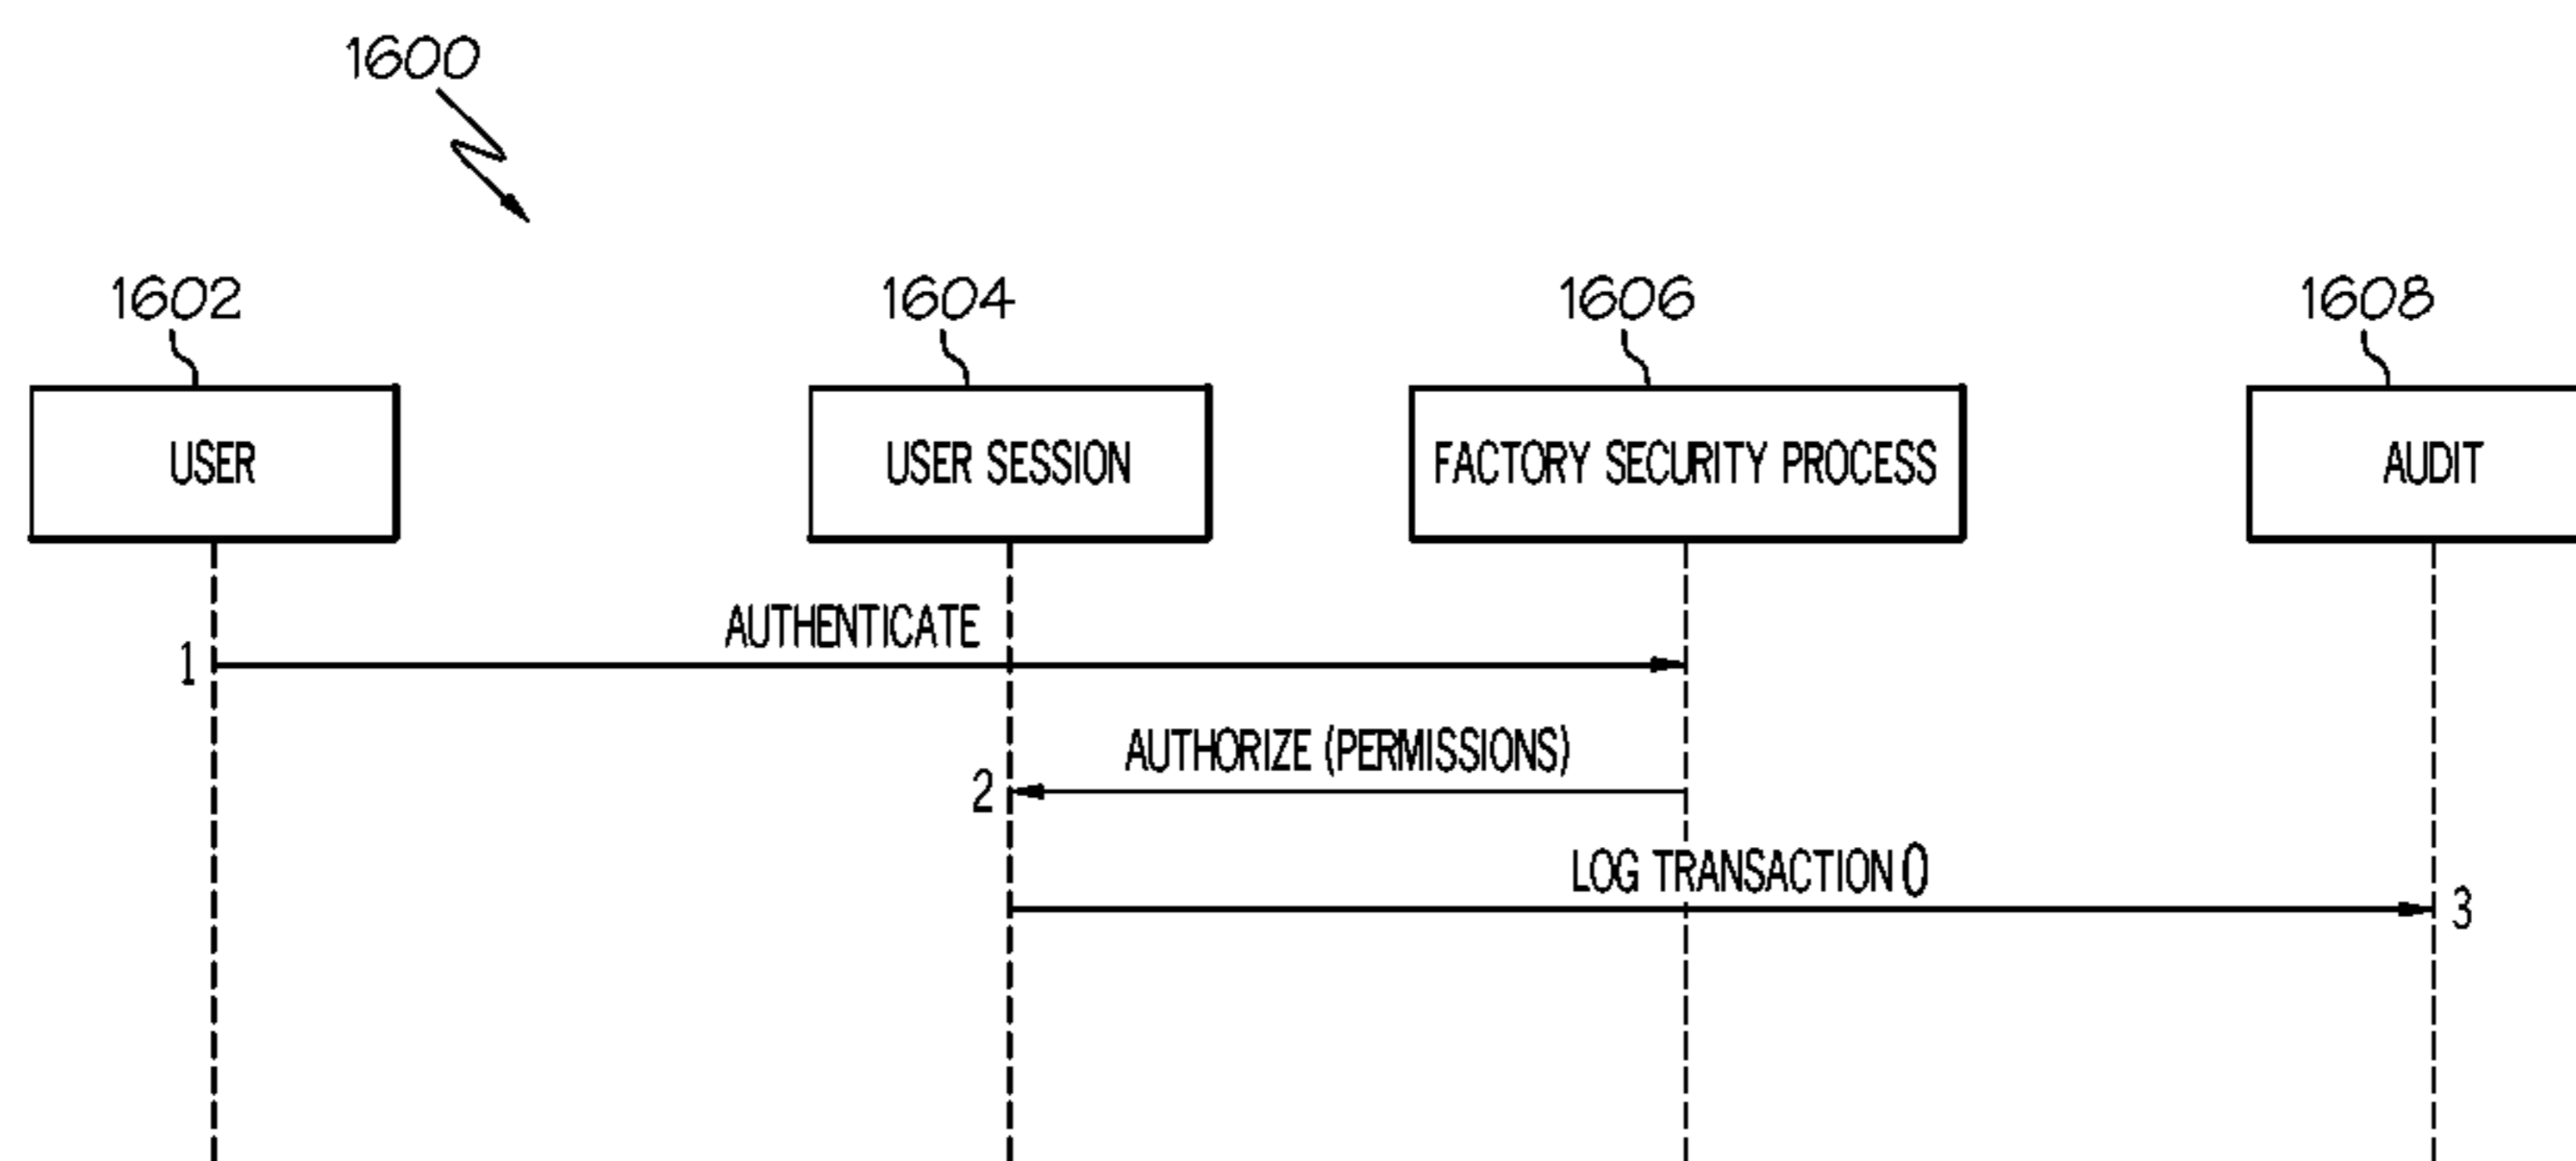 1600
1602
1604
1606
1608
USER
USER SESSION
FACTORY SECURITY PROCESS
AUDIT
AUTHENTICATE
1
AUTHORIZE (PERMISSIONS)
2
LOG TRANSACTION ()
3